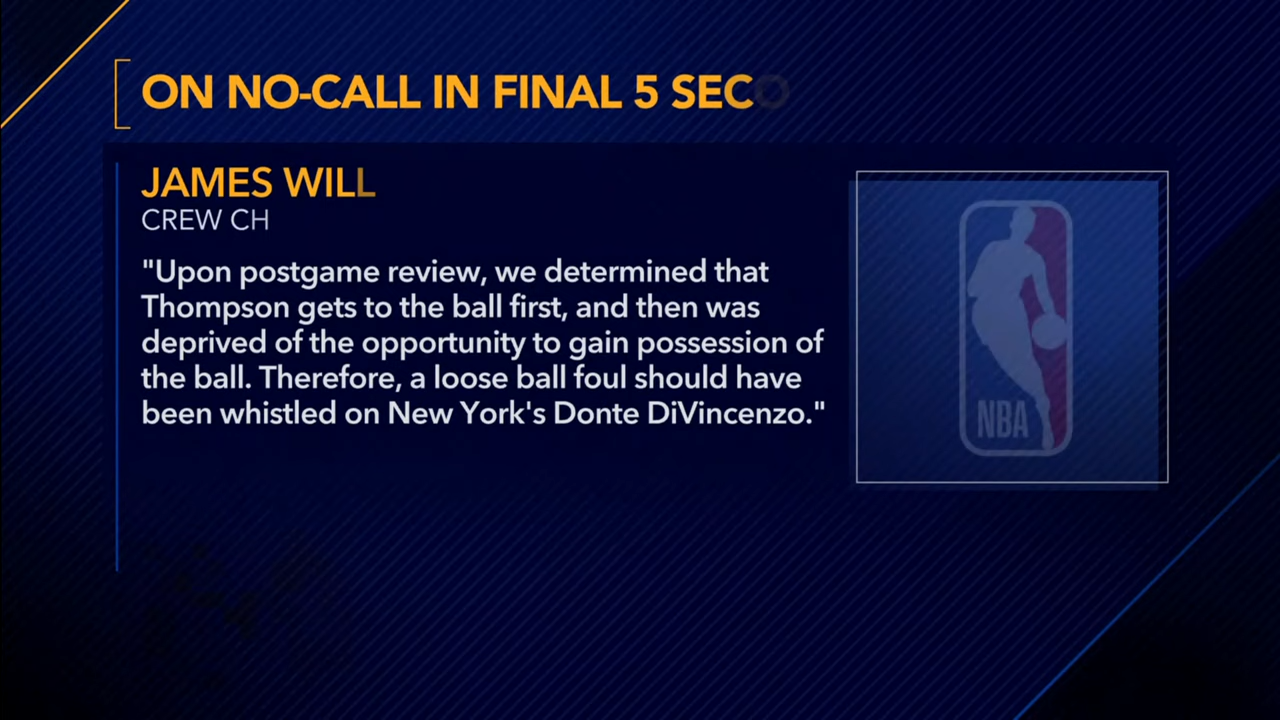 ON NO-CALL IN FINAL 5 SECO
JAMES WILL
CREW CH
"Upon postgame review, we determined that
Thompson gets to the ball first, and then was
deprived of the opportunity to gain possession of
the ball. Therefore, a loose ball foul should have
been whistled on New York's Donte DiVincenzo."
NBA